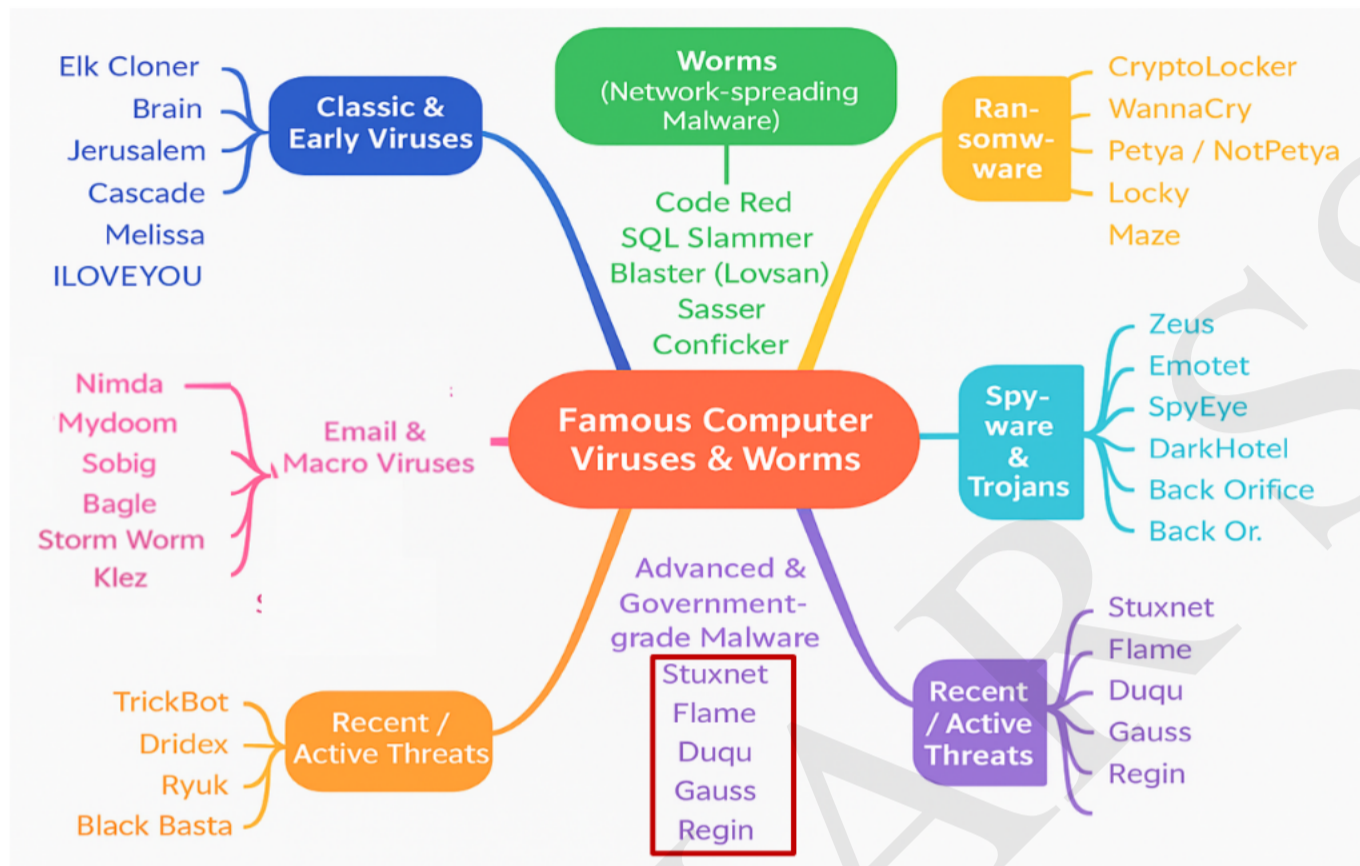 Elk Cloner
Brain
Jerusalem
Cascade
Melissa
ILOVEYOU
Classic &
Early Viruses
Worms
(Network-spreading
Malware)
Code Red
SQL Slammer
Blaster (Lovsan)
Sasser
Conficker
Ran-
somw-
ware
CryptoLocker
WannaCry
Petya / NotPetya
Locky
Maze
Nimda
Mydoom
Sobig
Bagle
Storm Worm
Klez
Email &
Macro Viruses
Famous Computer
Viruses & Worms
Spy-
ware
&
Trojans
Zeus
Emotet
SpyEye
DarkHotel
Back Orifice
Back Or.
TrickBot
Dridex
Ryuk
Black Basta
Recent /
Active Threats
Advanced &
Government-
grade Malware
Stuxnet
Flame
Duqu
Gauss
Regin
Recent
/ Active
Threats
Stuxnet
Flame
Duqu
Gauss
Regin